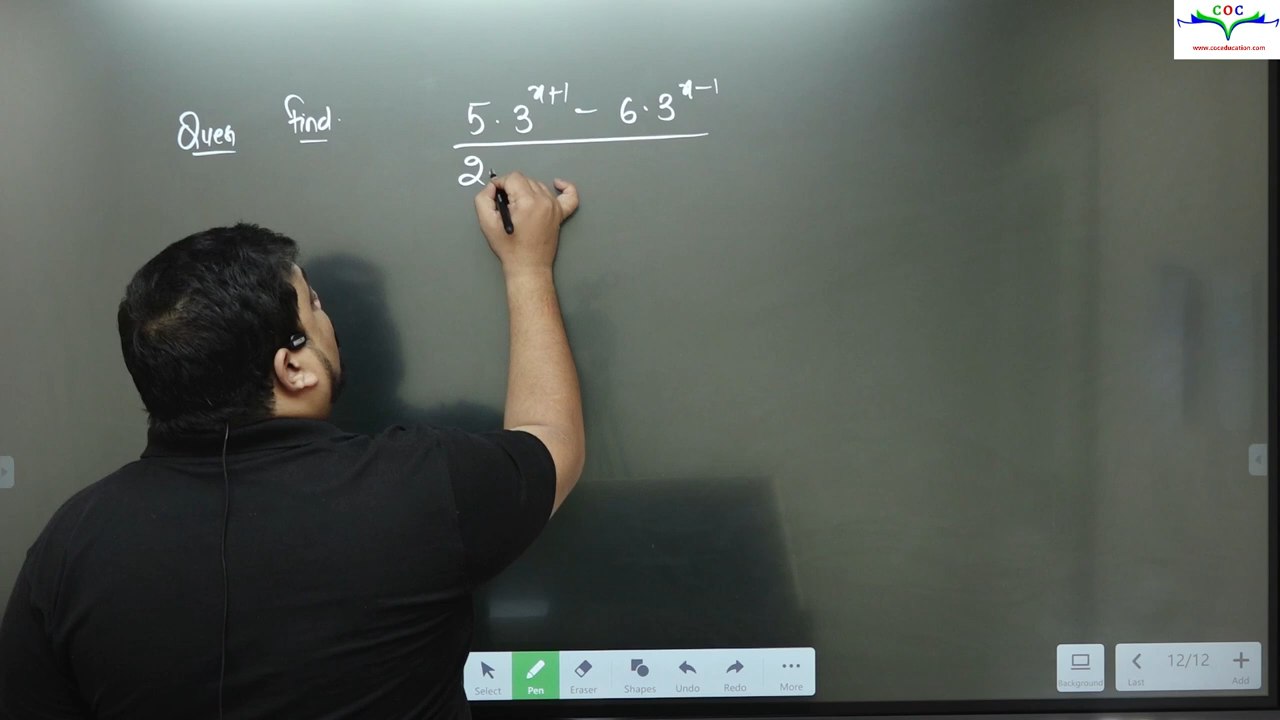 COC
www.coceducation.com
Ques Find. 5. 3^{x+1} - 6. 3^{x-1}
2
Select Pen Eraser Shapes Undo Redo More
Background Last 12/12 Add